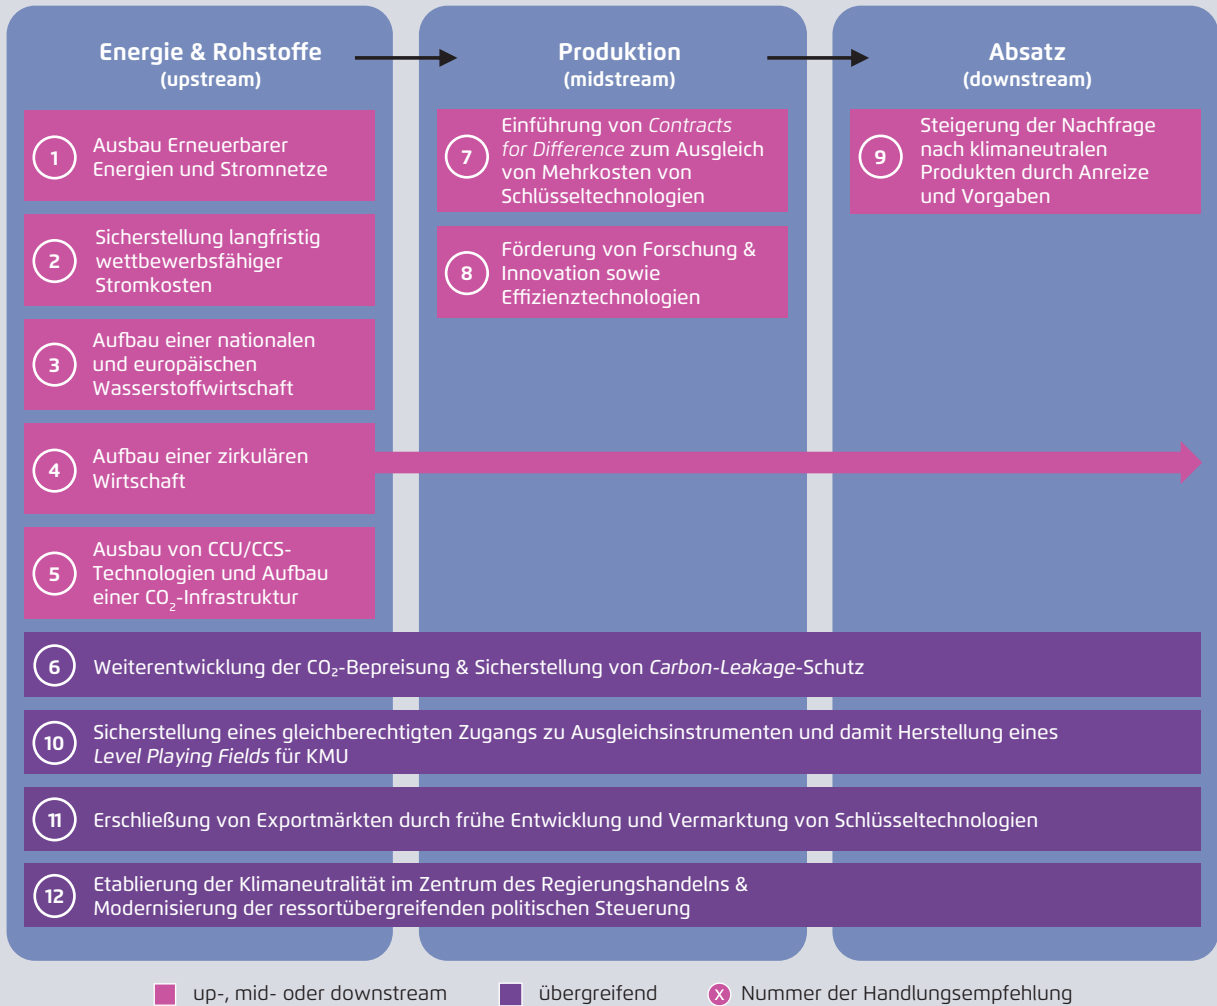 Energie & Rohstoffe
(upstream)
Produktion
(midstream)
Absatz
(downstream)
1
Ausbau Erneuerbarer
Energien und Stromnetze
2
Sicherstellung langfristig
wettbewerbsfähiger
Stromkosten
3
Aufbau einer nationalen
und europäischen
Wasserstoffwirtschaft
4
Aufbau einer zirkulären
Wirtschaft
5
Ausbau von CCU/CCS-
Technologien und Aufbau
einer CO₂-Infrastruktur
7
Einführung von Contracts
for Difference zum Ausgleich
von Mehrkosten von
Schlüsseltechnologien
8
Förderung von Forschung &
Innovation sowie
Effizienztechnologien
9
Steigerung der Nachfrage
nach klimaneutralen
Produkten durch Anreize
und Vorgaben
6
Weiterentwicklung der CO₂-Bepreisung & Sicherstellung von Carbon-Leakage-Schutz
10
Sicherstellung eines gleichberechtigten Zugangs zu Ausgleichsinstrumenten und damit Herstellung eines
Level Playing Fields für KMU
11
Erschließung von Exportmärkten durch frühe Entwicklung und Vermarktung von Schlüsseltechnologien
12
Etablierung der Klimaneutralität im Zentrum des Regierungshandelns &
Modernisierung der ressortübergreifenden politischen Steuerung
up-, mid- oder downstream
übergreifend
X Nummer der Handlungsempfehlung